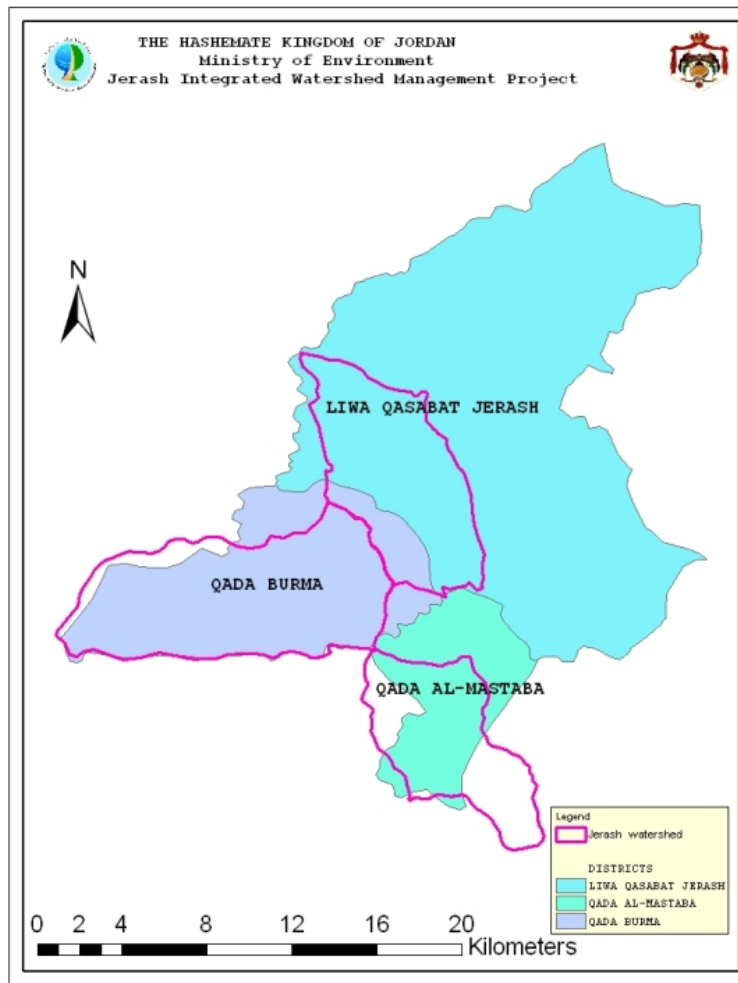 THE HASHEMATE KINGDOM OF JORDAN
Ministry of Environment
Jerash Integrated Watershed Management Project
N
LIWA QASABAT JERASH
QADA BURMA
QADA AL-MASTABA
Legend
Jerash watershed
DISTRICTS
LIWA QASABAT JERASH
QADA AL-MASTABA
QADA BURMA
0 2 4 8 12 16 20
Kilometers